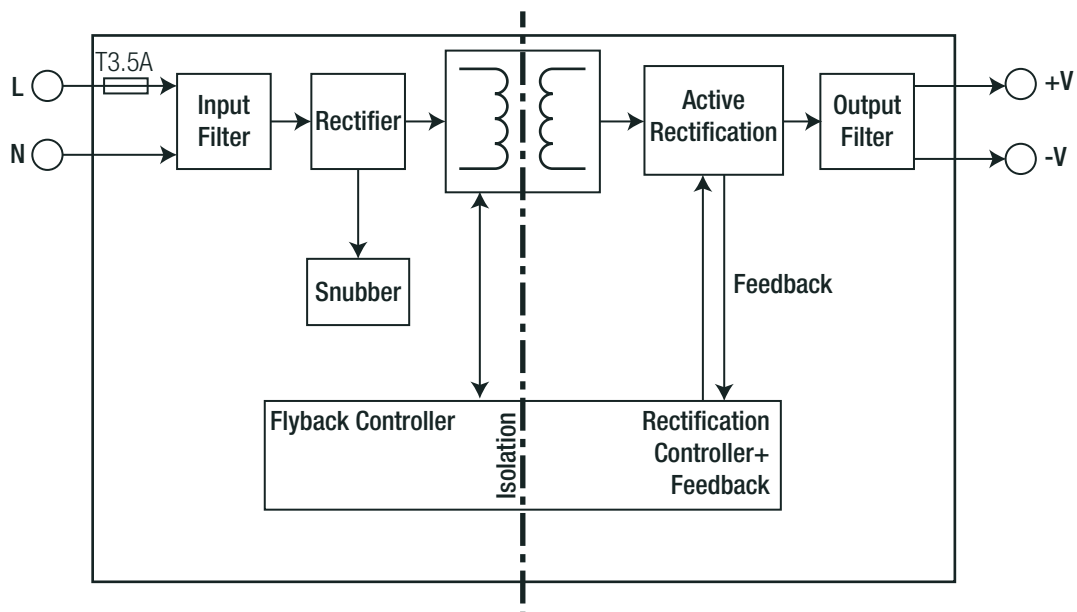 T3.5A
L
N
Input
Filter
Rectifier
Active
Rectification
Output
Filter
+V
-V
Snubber
Feedback
Flyback Controller
Isolation
Rectification
Controller+
Feedback